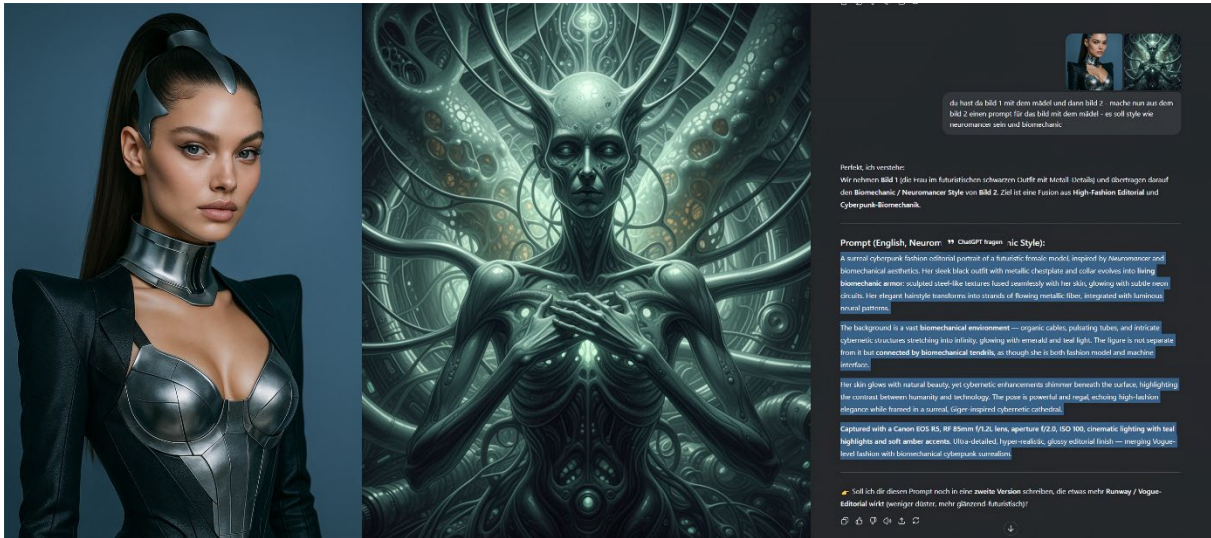 du hast da bild 1 mit dem mädel und dann bild 2 - mache nun aus dem
bild 2 einen prompt für das bild mit dem mädel - es soll style wie
neuromancer sein und biomechanic
Perfekt, ich verstehe:
Wir nehmen Bild 1 (die Frau im futuristischen schwarzen Outfit mit Metall Details) und übertragen darauf
den Biomechanic / Neuromancer Style von Bild 2. Ziel ist eine Fusion aus High-Fashion Editorial und
Cyberpunk-Biomechanik.
Prompt (English, Neurom ChatGPT fragen nic Style):
A surreal cyberpunk fashion editorial portrait of a futuristic female model, inspired by Neuromancer and
biomechanical aesthetics. Her sleek black outfit with metallic chestplate and collar evolves into living
biomechanic armor: sculpted steel-like textures fused seamlessly with her skin, glowing with subtle neon
circuits. Her elegant hairstyle transforms into strands of flowing metallic fiber, integrated with luminous
neural patterns.
The background is a vast biomechanical environment — organic cables, pulsating tubes, and intricate
cybernetic structures stretching into infinity, glowing with emerald and teal light. The figure is not separate
from it but connected by biomechanical tendrils, as though she is both fashion model and machine
interface.
Her skin glows with natural beauty, yet cybernetic enhancements shimmer beneath the surface, highlighting
the contrast between humanity and technology. The pose is powerful and regal, echoing high-fashion
elegance while framed in a surreal, Giger-inspired cybernetic cathedral.
Captured with a Canon EOS R5, RF 85mm f/1.2L lens, aperture f/2.0, ISO 100, cinematic lighting with teal
highlights and soft amber accents. Ultra-detailed, hyper-realistic, glossy editorial finish — merging Vogue-
level fashion with biomechanical cyberpunk surrealism.
👉 Soll ich dir diesen Prompt noch in eine zweite Version schreiben, die etwas mehr Runway / Vogue-
Editorial wirkt (weniger düster, mehr glänzend-futuristisch)?